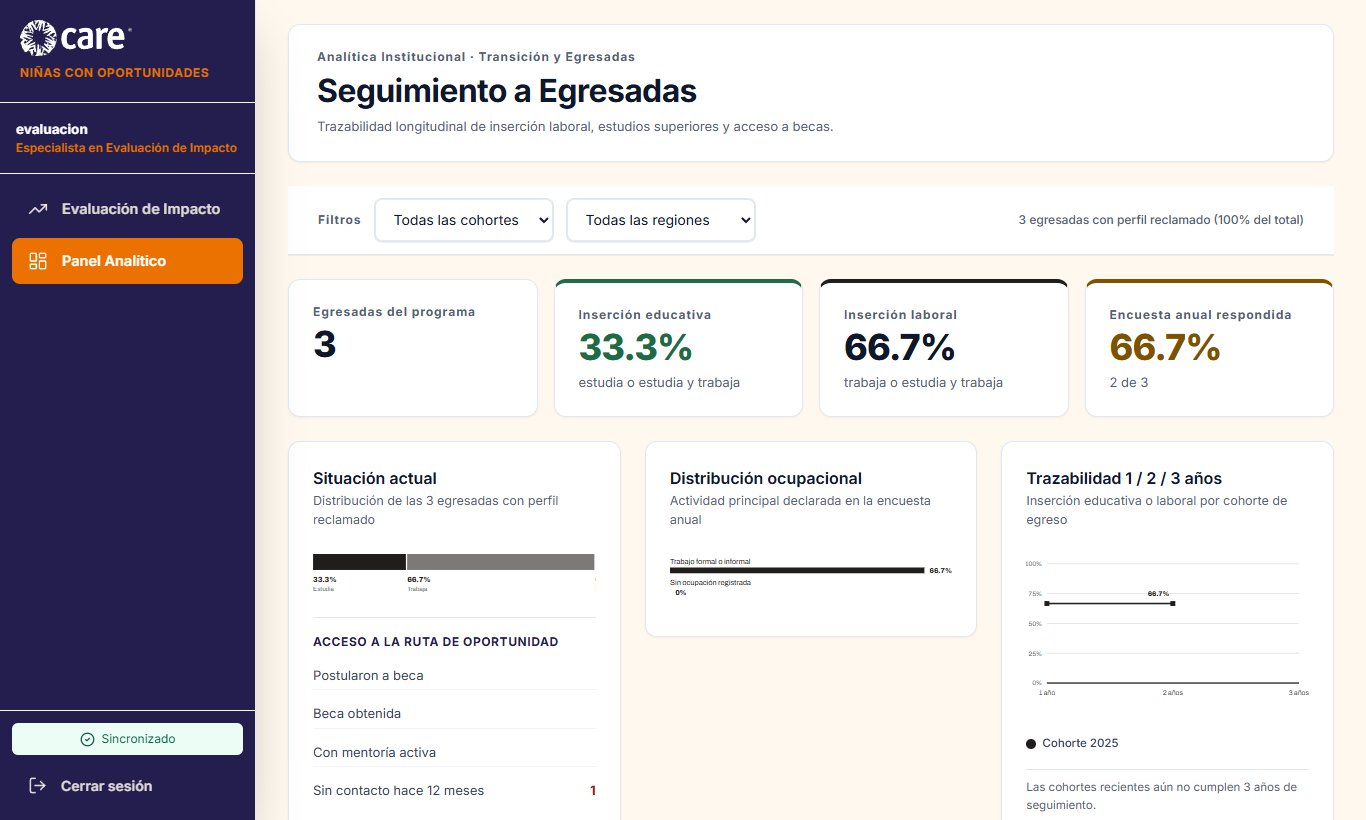 care
NIÑAS CON OPORTUNIDADES
evaluacion
Especialista en Evaluación de Impacto
Evaluación de Impacto
Panel Analítico
Sincronizado
Cerrar sesión
Analítica Institucional · Transición y Egresadas
Seguimiento a Egresadas
Trazabilidad longitudinal de inserción laboral, estudios superiores y acceso a becas.
Filtros
Todas las cohortes
Todas las regiones
3 egresadas con perfil reclamado (100% del total)
Egresadas del programa
3
Inserción educativa
33.3%
estudia o estudia y trabaja
Inserción laboral
66.7%
trabaja o estudia y trabaja
Encuesta anual respondida
66.7%
2 de 3
Situación actual
Distribución de las 3 egresadas con perfil
reclamado
33.3% 66.7%
Estudia Trabaja
ACCESO A LA RUTA DE OPORTUNIDAD
Postularon a beca
Beca obtenida
Con mentoría activa
Sin contacto hace 12 meses 1
Distribución ocupacional
Actividad principal declarada en la encuesta
anual
Trabajo formal o informal
66.7%
Sin ocupación registrada
0%
Trazabilidad 1 / 2 / 3 años
Inserción educativa o laboral por cohorte de
egreso
100%
75%
66.7%
50%
25%
0%
1 año 2 años 3 años
Cohorte 2025
Las cohortes recientes aún no cumplen 3 años de
seguimiento.